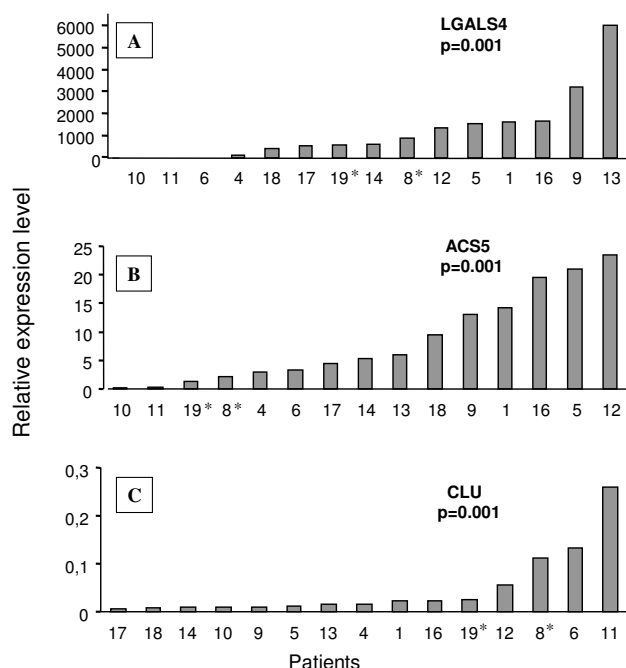 Relative expression level
A
LGALS4
p=0.001
6000
5000
4000
3000
2000
1000
0
10 11 6 4 18 17 19* 14 8* 12 5 1 16 9 13
B
ACS5
p=0.001
25
20
15
10
5
0
10 11 19* 8* 4 6 17 14 13 18 9 1 16 5 12
C
CLU
p=0.001
0,3
0,2
0,1
0
17 18 14 10 9 5 13 4 1 16 19* 12 8* 6 11
Patients